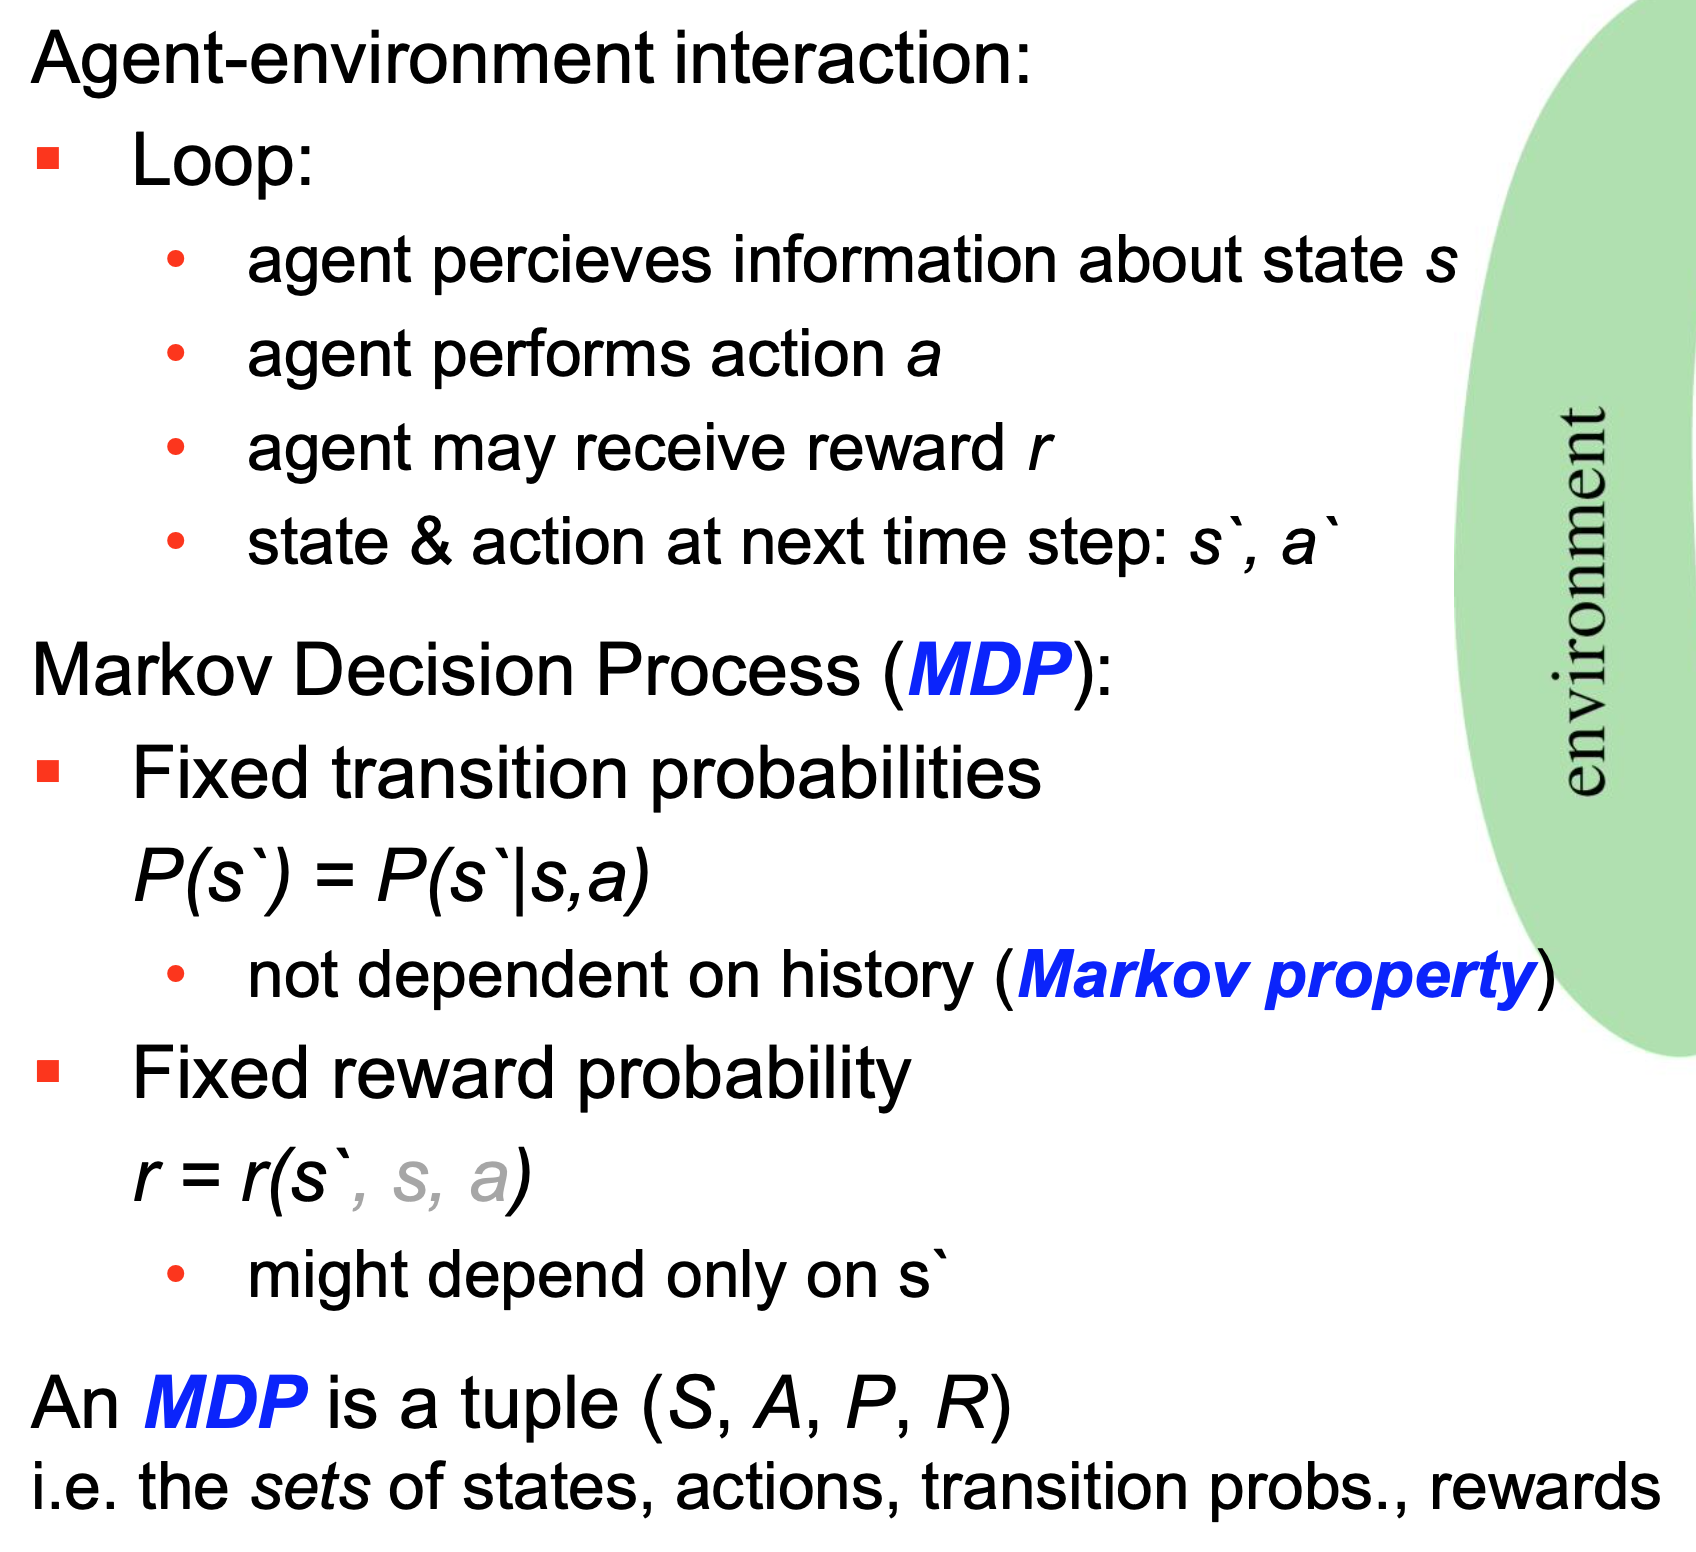 Agent-environment interaction:
Loop:
agent percieves information about state s
agent performs action a
agent may receive reward r
state & action at next time step: s`, a`
Markov Decision Process (MDP):
Fixed transition probabilities
P(s`) = P(s`|s,a)
not dependent on history (Markov property)
Fixed reward probability
r = r(s`, s, a)
might depend only on s`
An MDP is a tuple (S, A, P, R)
i.e. the sets of states, actions, transition probs., rewards
environment